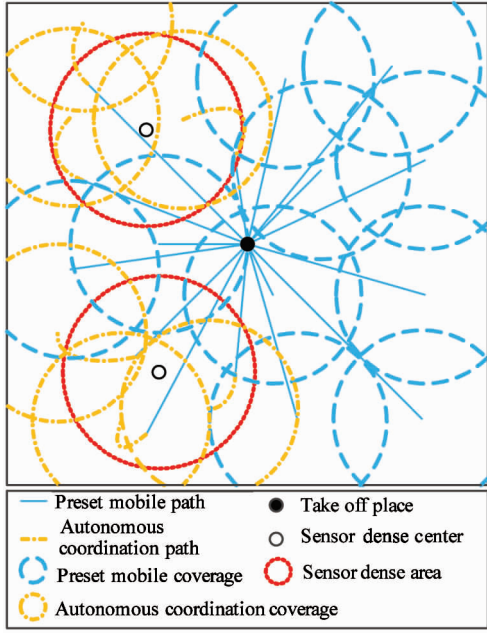 Preset mobile path
Take off place
Autonomous
coordination path
Sensor dense center
Preset mobile coverage
Sensor dense area
Autonomous coordination coverage